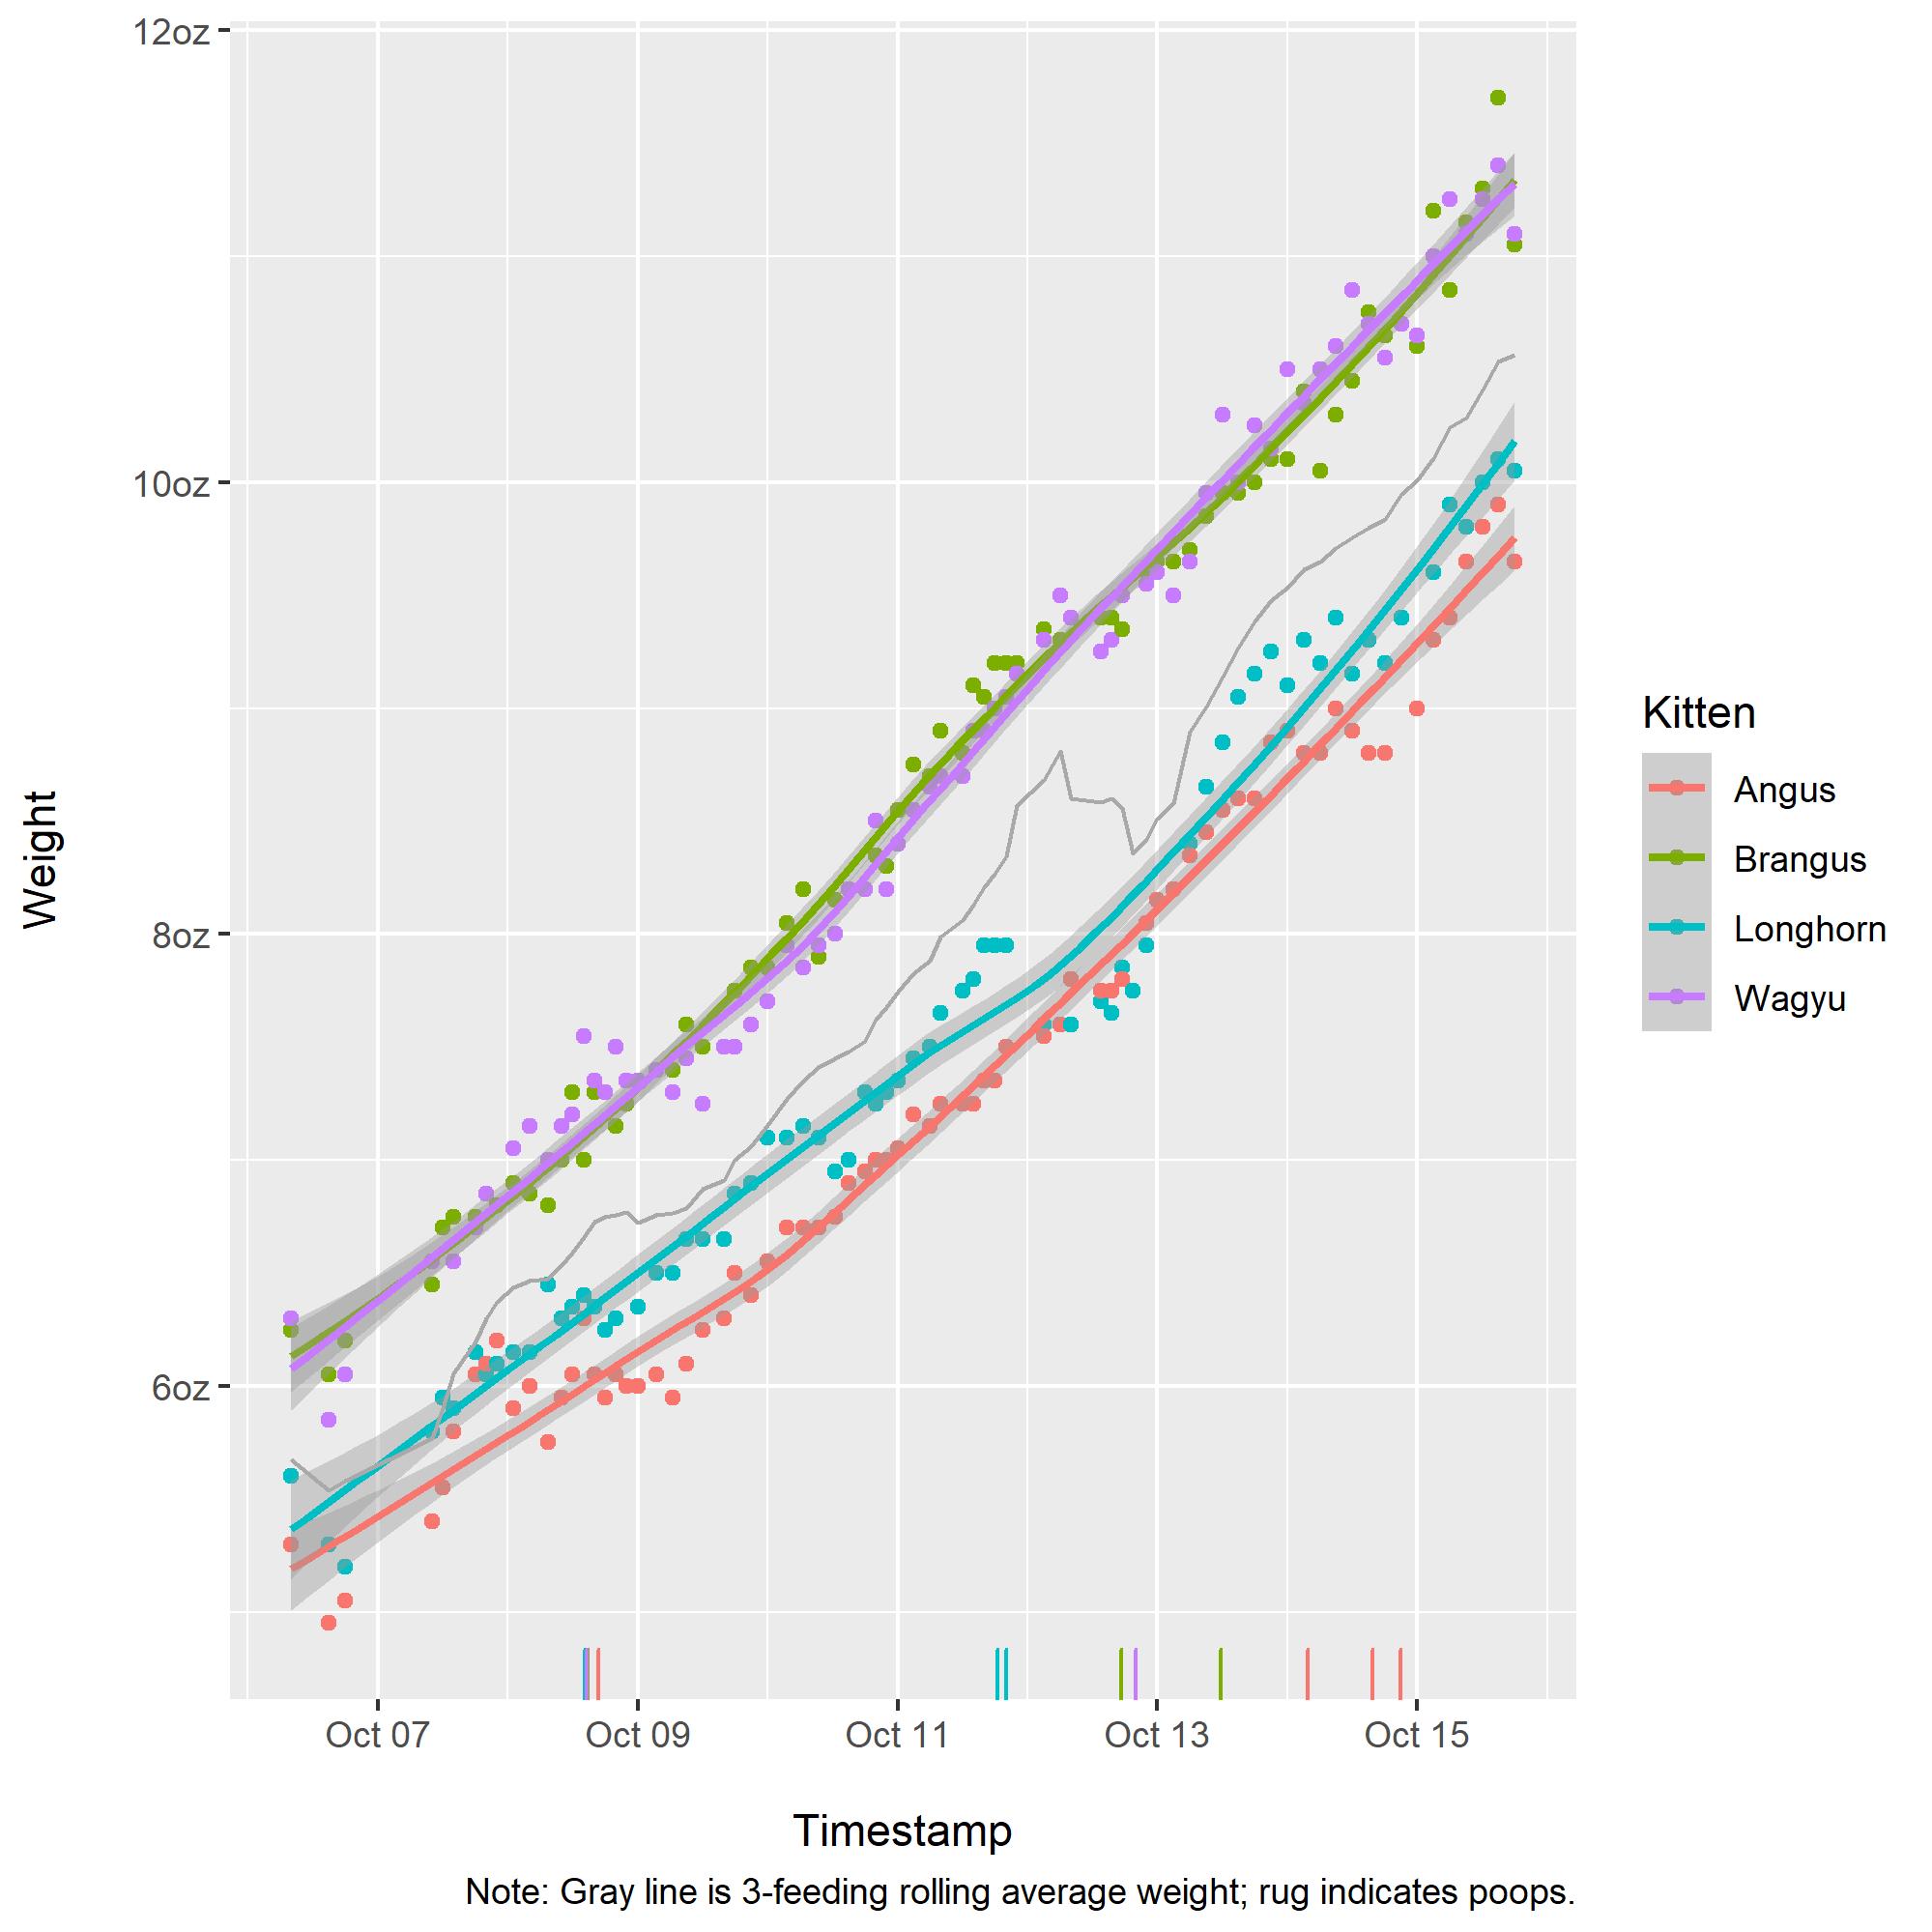 12oz
10oz
8oz
6oz
Weight
Oct 07
Oct 09
Oct 11
Oct 13
Oct 15
Timestamp
Note: Gray line is 3-feeding rolling average weight; rug indicates poops.
Kitten
Angus
Brangus
Longhorn
Wagyu